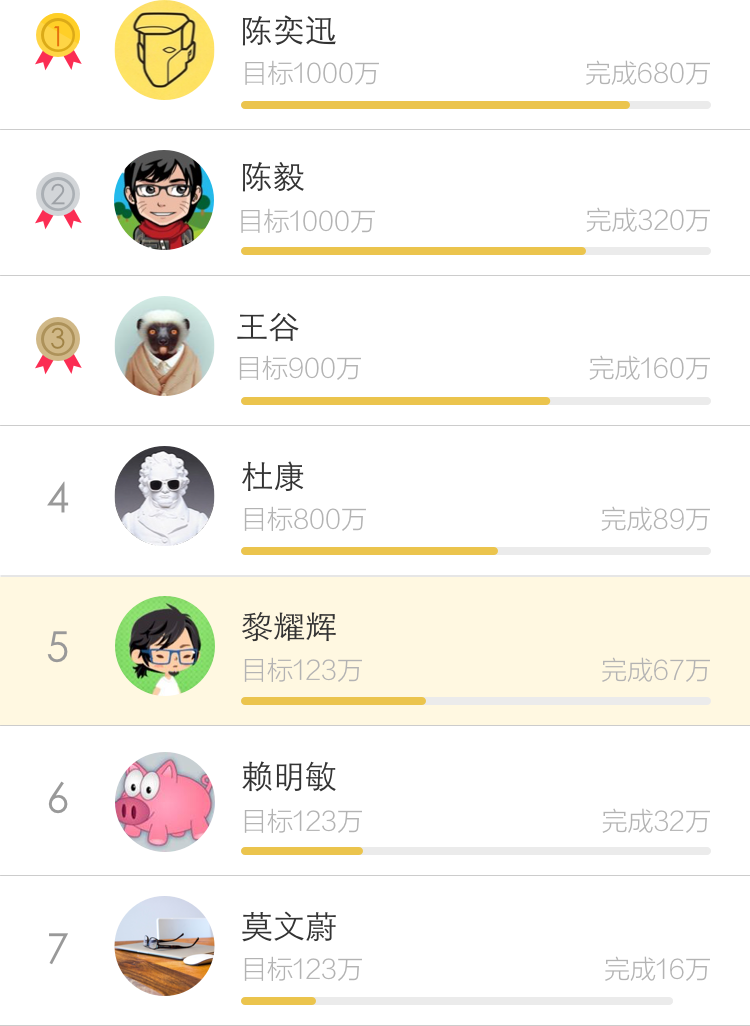 1
陈奕迅
目标1000万 完成680万
2
陈毅
目标1000万 完成320万
3
王谷
目标900万 完成160万
4
杜康
目标800万 完成89万
5
黎耀辉
目标123万 完成67万
6
赖明敏
目标123万 完成32万
7
莫文蔚
目标123万 完成16万